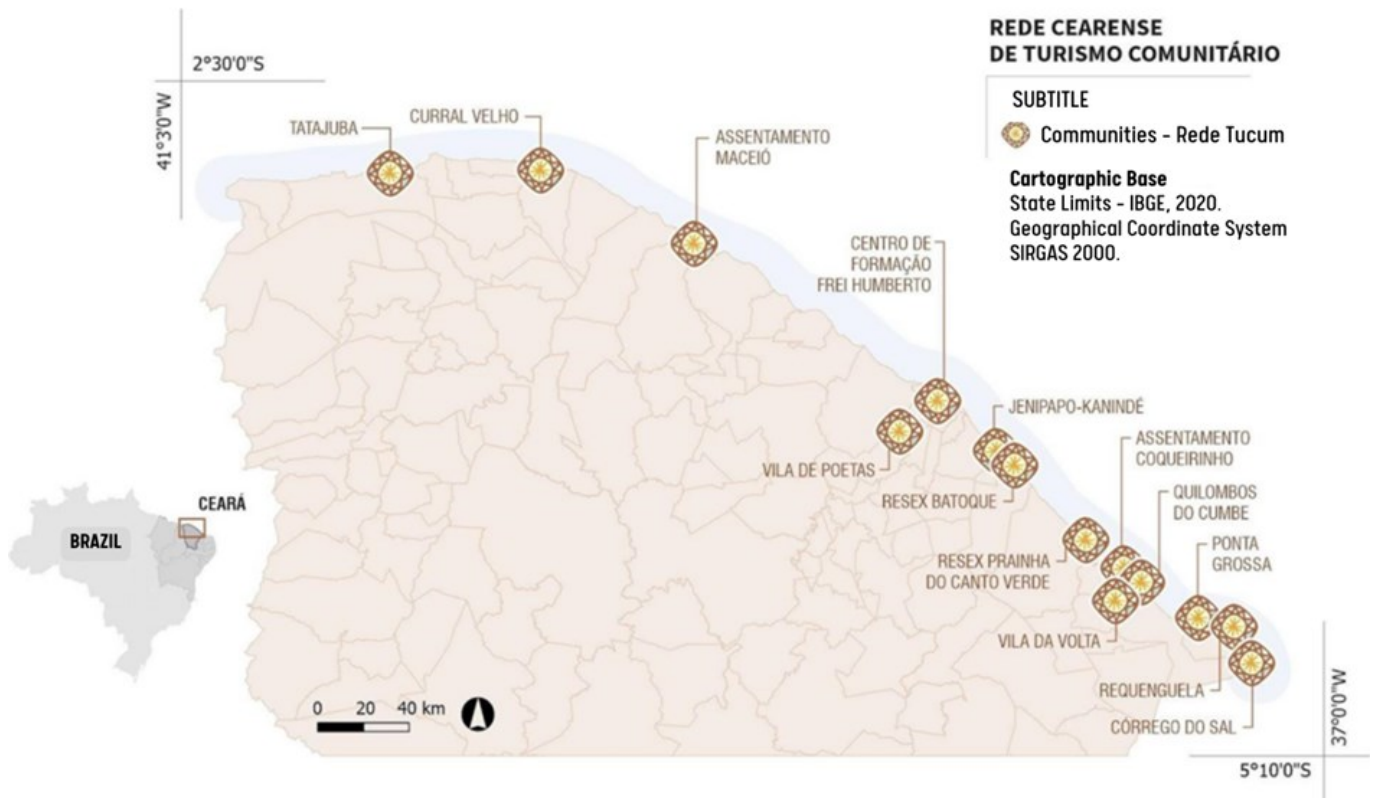 REDE CEARENSE
DE TURISMO COMUNITÁRIO
SUBTITLE
Communities - Rede Tucum
Cartographic Base
State Limits - IBGE, 2020.
Geographical Coordinate System
SIRGAS 2000.
2°30'0"S
41°3'0"W
TATAJUBA
CURRAL VELHO
ASSENTAMENTO
MACEIÓ
CENTRO DE
FORMAÇÃO
FREI HUMBERTO
JENIPAPO-KANINDÉ
VILA DE POETAS
RESEX BATOQUE
ASSENTAMENTO
COQUEIRINHO
QUILOMBOS
DO CUMBE
RESEX PRAINHA
DO CANTO VERDE
PONTA
GROSSA
VILA DA VOLTA
REQUENGUELA
CÓRREGO DO SAL
CEARÁ
BRAZIL
0 20 40 km
37°0'0"W
5°10'0"S